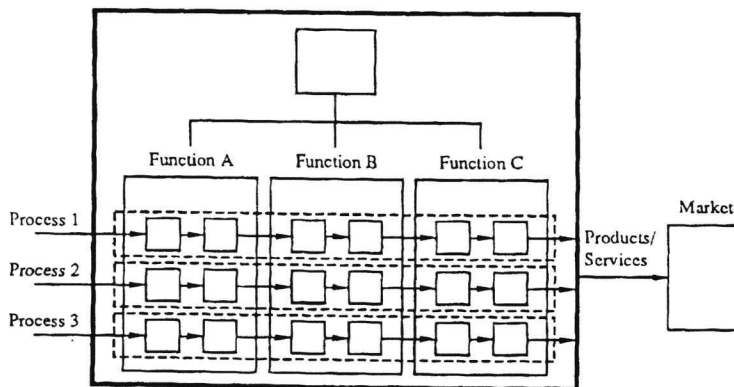 Function A
Function B
Function C
Process 1
Market
Products/
Services
Process 2
Process 3